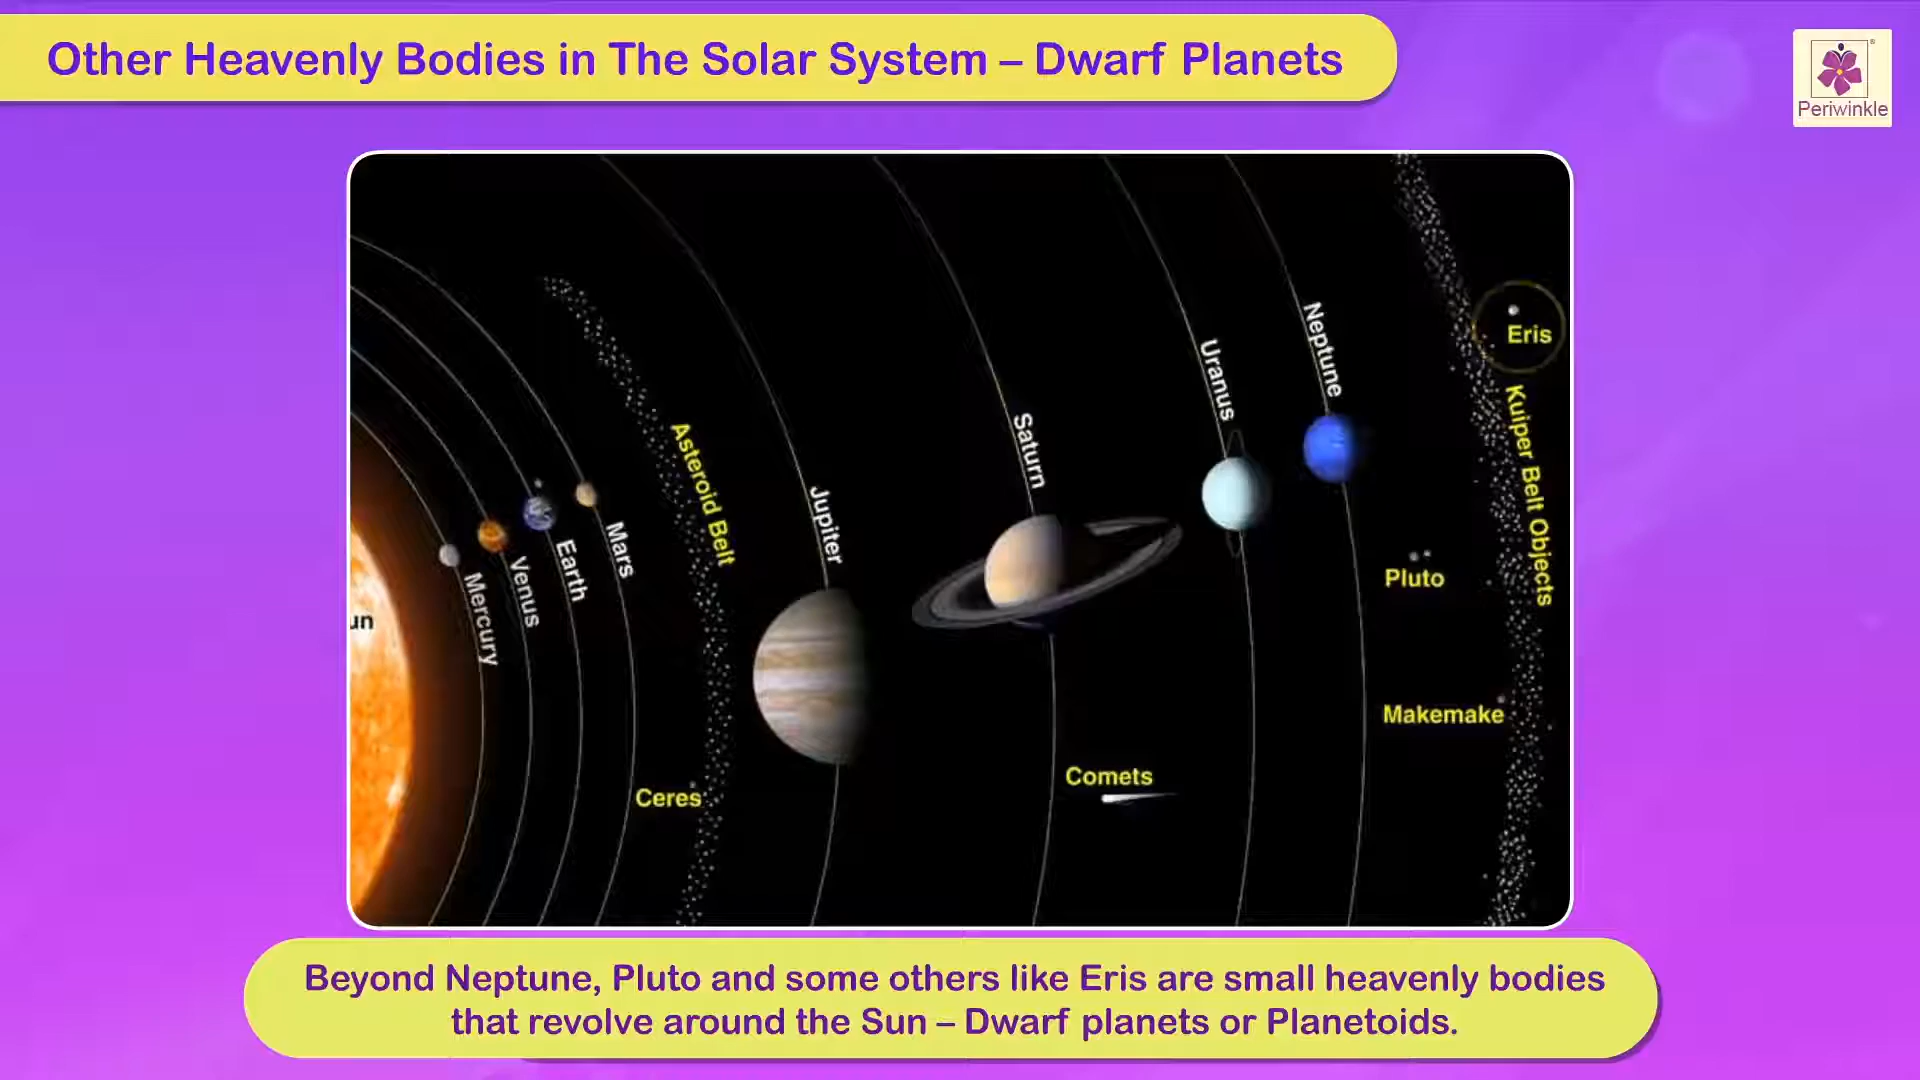 Other Heavenly Bodies in The Solar System – Dwarf Planets
Periwinkle
Eris
Neptune
Uranus
Kuiper Belt Objects
Saturn
Asteroid Belt
Jupiter
Mars
Earth
Venus
Mercury
un
Pluto
Makemake
Comets
Ceres
Beyond Neptune, Pluto and some others like Eris are small heavenly bodies
that revolve around the Sun – Dwarf planets or Planetoids.